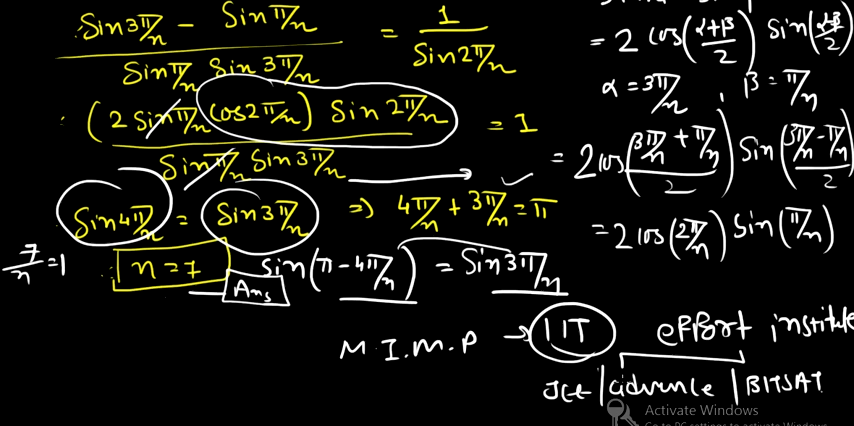 Sin3π/n - Sinπ/n / Sinπ/n Sin3π/n = 1/Sin2π/n
(2 Sinπ/n cos2π/n) Sin2π/n / Sinπ/n Sin3π/n = 1
Sin4π/n = Sin3π/n => 4π/n + 3π/n = π
7/n = 1 n = 7 Sin(π - 4π/n) = Sin3π/n
Ans
= 2 cos(α+β/2) Sin(α-β/2)
α = 3π/n , β = π/n
= 2 cos(3π/n + π/n / 2) Sin(3π/n - π/n / 2)
= 2 cos(2π/n) Sin(π/n)
M.I.M.P → IIT effort institute
JEE | advance | BITSAT
Activate Windows